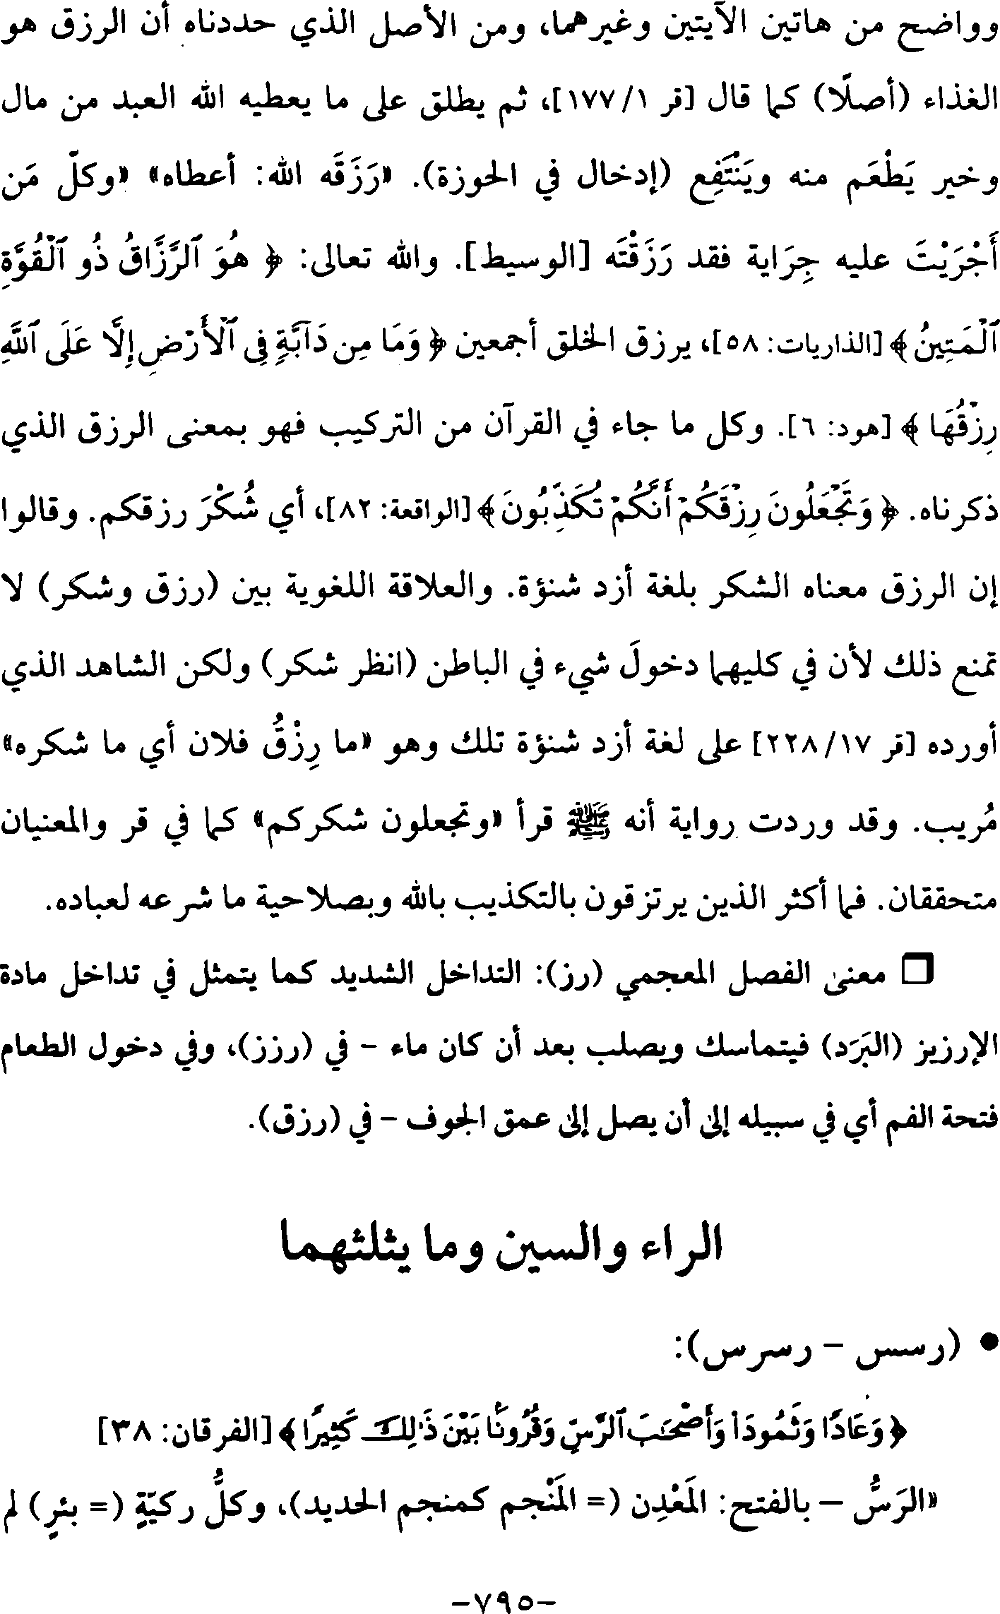 وواضح من هاتين الآيتين وغيرهما، ومن الأصل الذي حددناه أن الرزق هو
الغذاء (أصلًا) كما قال [قر ١/ ١٧٧]، ثم يطلق على ما يعطيه الله العبد من مال
وخير يَطْعَم منه ويَنْتَفِع (إدخال في الحوزة). «رَزَقَه الله: أعطاه» «وكلّ مَن
أَجْرَيْتَ عليه جِرَاية فقد رَزَقْتَه [الوسيط]. والله تعالى: ﴿ هُوَ ٱلرَّزَّاقُ ذُو ٱلْقُوَّةِ
ٱلْمَتِينُ ﴾ [الذاريات: ٥٨]، يرزق الخلق أجمعين ﴿ وَمَا مِن دَآبَّةٍ فِى ٱلْأَرْضِ إِلَّا عَلَى ٱللَّهِ
رِزْقُهَا ﴾ [هود: ٦]. وكل ما جاء في القرآن من التركيب فهو بمعنى الرزق الذي
ذكرناه. ﴿ وَتَجْعَلُونَ رِزْقَكُمْ أَنَّكُمْ تُكَذِّبُونَ ﴾ [الواقعة: ٨٢]، أي شُكْرَ رزقكم. وقالوا
إن الرزق معناه الشكر بلغة أزد شنؤة. والعلاقة اللغوية بين (رزق وشكر) لا
تمنع ذلك لأن في كليهما دخولَ شيء في الباطن (انظر شكر) ولكن الشاهد الذي
أورده [قر ١٧/ ٢٢٨] على لغة أزد شنؤة تلك وهو «ما رِزْقُ فلان أي ما شكره»
مُريب. وقد وردت رواية أنه ﷺ قرأ «وتجعلون شكركم» كما في قر والمعنيان
متحققان. فما أكثر الذين يرتزقون بالتكذيب بالله وبصلاحية ما شرعه لعباده.
❒ معنى الفصل المعجمي (رز): التداخل الشديد كما يتمثل في تداخل مادة
الإرزيز (البَرَد) فيتماسك ويصلب بعد أن كان ماء – في (رزز)، وفي دخول الطعام
فتحة الفم أي في سبيله إلى أن يصل إلى عمق الجوف – في (رزق).
الراء والسين وما يثلثهما
• (رسس – رسرس):
﴿ وَعَادًا وَثَمُودَا۟ وَأَصْحَـٰبَ ٱلرَّسِّ وَقُرُونًۢا بَيْنَ ذَٰلِكَ كَثِيرًا ﴾ [الفرقان: ٣٨]
«الرَسُّ – بالفتح: المَعْدِن (= المَنْجم كمنجم الحديد)، وكلُّ ركيّةٍ (= بئرٍ) لم
-٧٩٥-